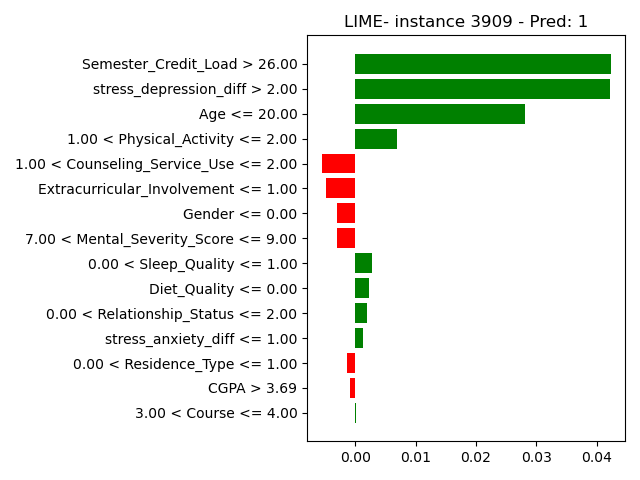 LIME- instance 3909 - Pred: 1
Semester_Credit_Load > 26.00
stress_depression_diff > 2.00
Age <= 20.00
1.00 < Physical_Activity <= 2.00
1.00 < Counseling_Service_Use <= 2.00
Extracurricular_Involvement <= 1.00
Gender <= 0.00
7.00 < Mental_Severity_Score <= 9.00
0.00 < Sleep_Quality <= 1.00
Diet_Quality <= 0.00
0.00 < Relationship_Status <= 2.00
stress_anxiety_diff <= 1.00
0.00 < Residence_Type <= 1.00
CGPA > 3.69
3.00 < Course <= 4.00
0.00 0.01 0.02 0.03 0.04